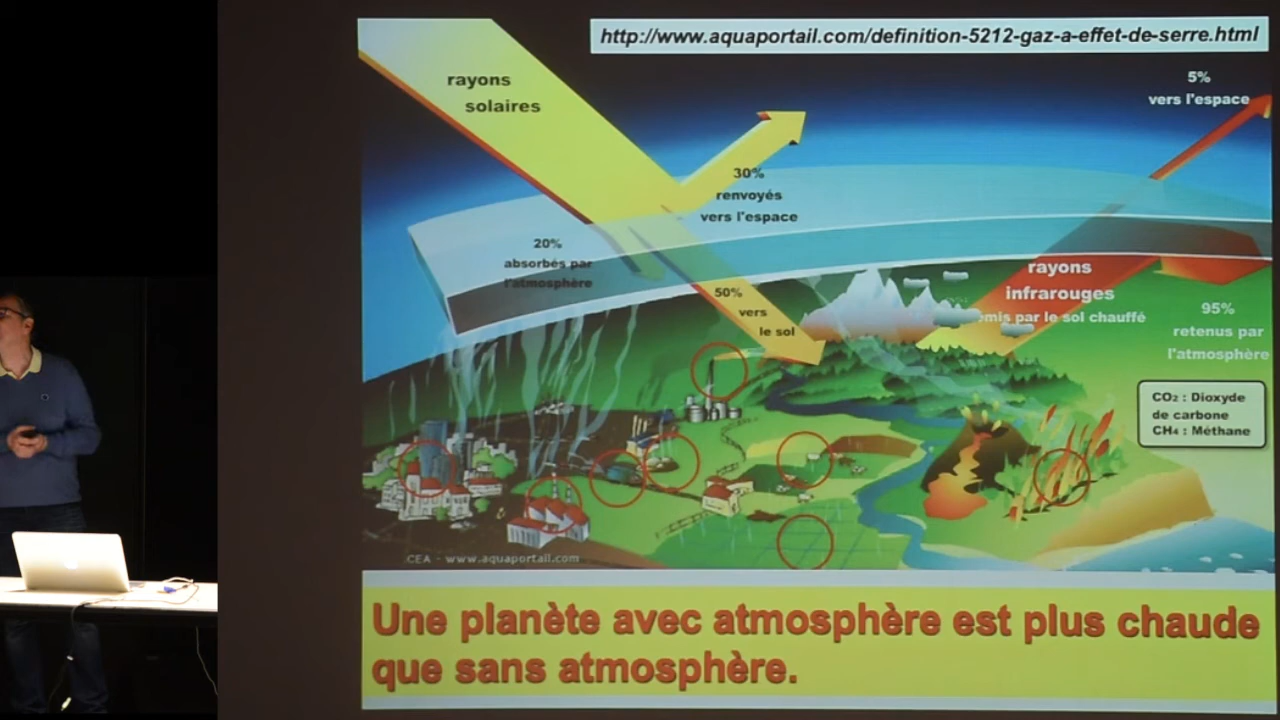 http://www.aquaportail.com/definition-5212-gaz-a-effet-de-serre.html
rayons
solaires
5%
vers l'espace
30%
renvoyés
vers l'espace
20%
absorbés par
l'atmosphère
50%
vers
le sol
rayons
infrarouges
émis par le sol chauffé
95%
retenus par
l'atmosphère
CO₂ : Dioxyde
de carbone
CH₄ : Méthane
CEA - www.aquaportail.com
Une planète avec atmosphère est plus chaude
que sans atmosphère.